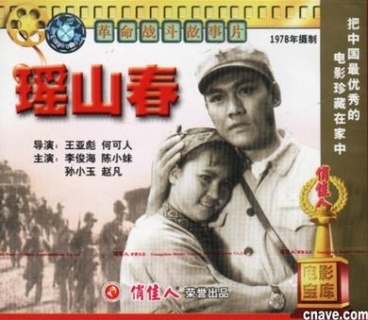 革命战斗故事片
1978年摄制
瑶山春
导演：王亚彪 何可人
主演：李俊海 陈小妹
孙小玉 赵凡
把中国最优秀的
电影珍藏在家中
俏佳人
电影
宝库
俏佳人 荣誉出品
cnave.com